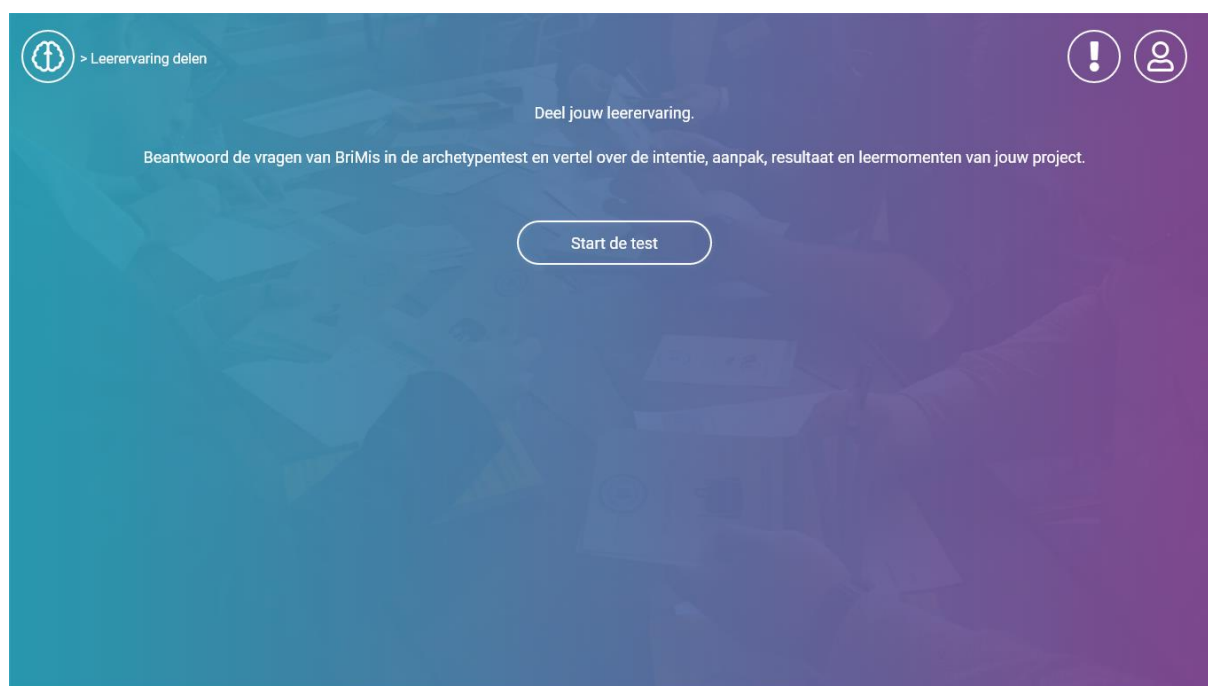 > Leerervaring delen
Deel jouw leerervaring.
Beantwoord de vragen van BriMis in de archetypentest en vertel over de intentie, aanpak, resultaat en leermomenten van jouw project.
Start de test